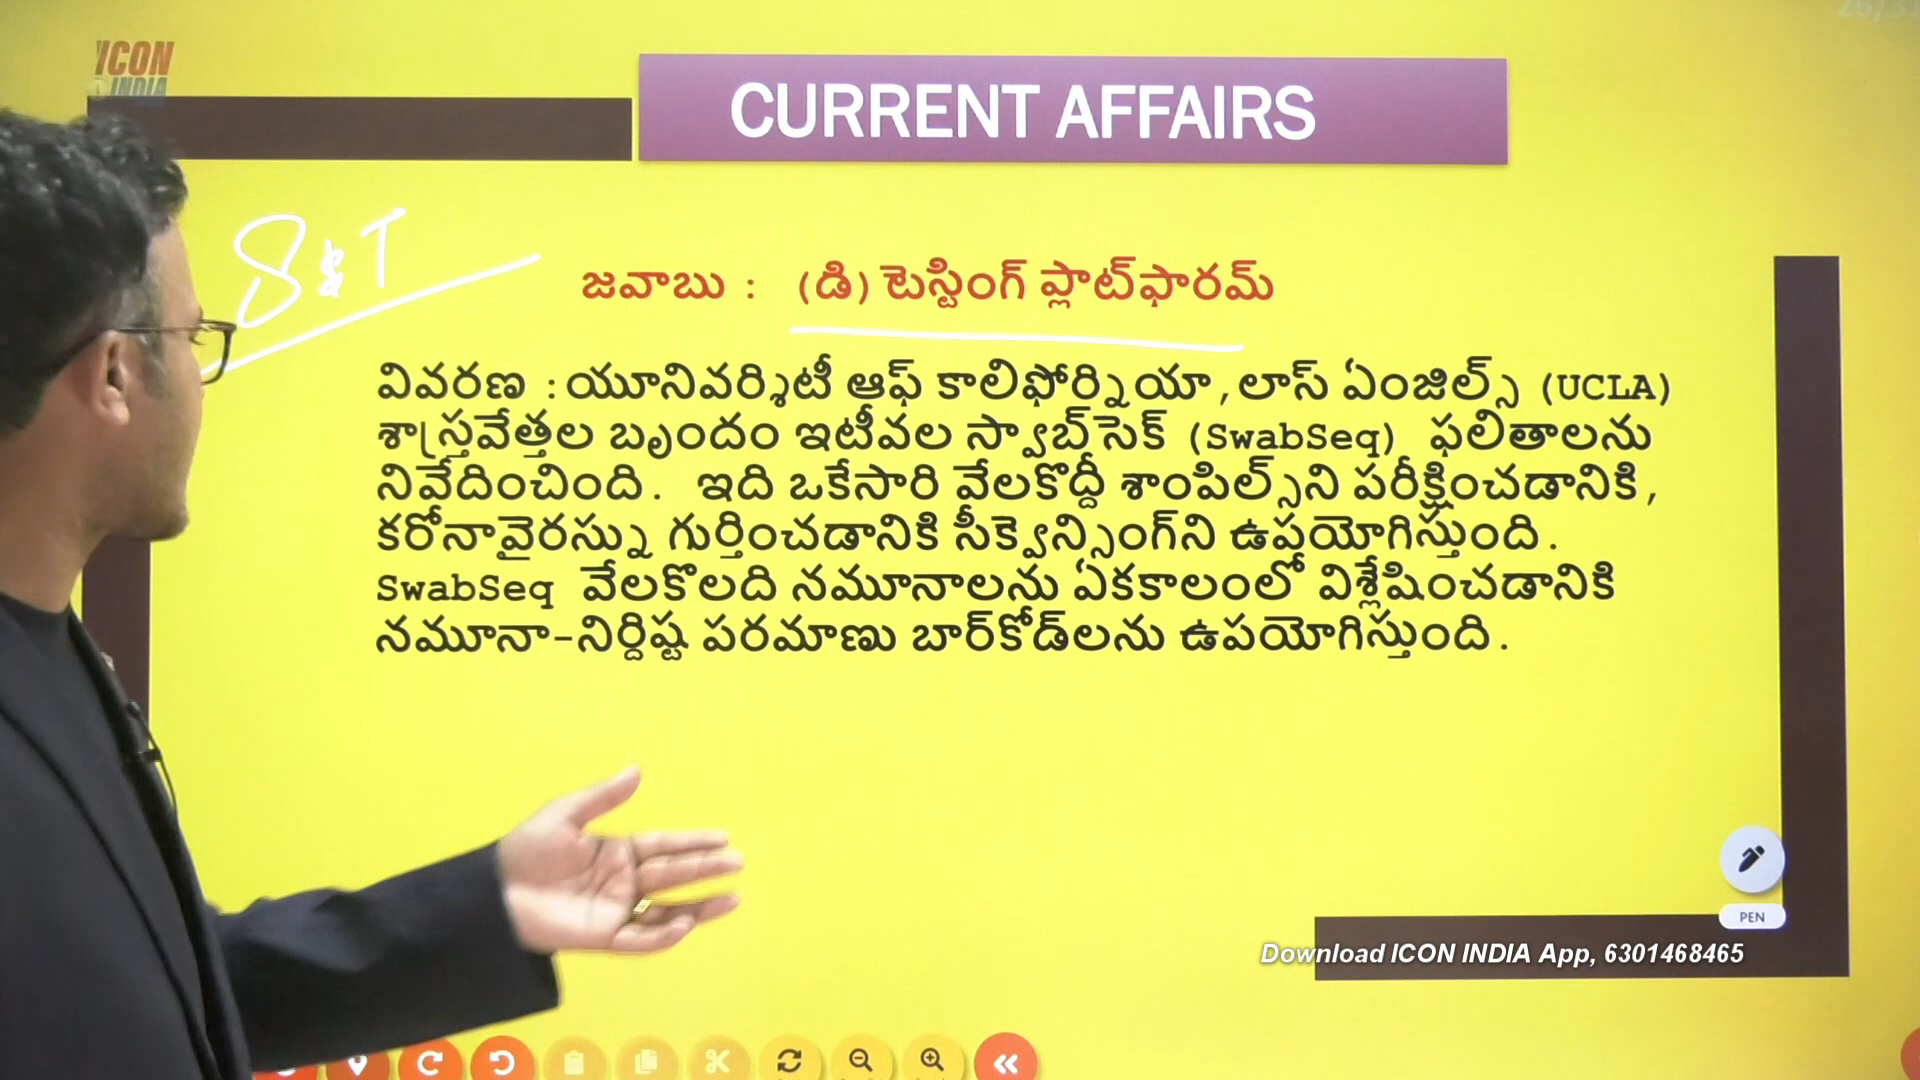 ICON
INDIA
CURRENT AFFAIRS
S & T
జవాబు : (డి) టెస్టింగ్ ప్లాట్‌ఫారమ్
వివరణ :యూనివర్శిటీ ఆఫ్ కాలిఫోర్నియా,లాస్ ఏంజిల్స్ (UCLA)
శాస్త్రవేత్తల బృందం ఇటీవల స్వాబ్‌సెక్ (SwabSeq) ఫలితాలను
నివేదించింది. ఇది ఒకేసారి వేలకొద్దీ శాంపిల్స్‌ని పరీక్షించడానికి,
కరోనావైరస్ను గుర్తించడానికి సీక్వెన్సింగ్‌ని ఉపయోగిస్తుంది.
SwabSeq వేలకొలది నమూనాలను ఏకకాలంలో విశ్లేషించడానికి
నమూనా-నిర్దిష్ట పరమాణు బార్‌కోడ్‌లను ఉపయోగిస్తుంది.
PEN
Download ICON INDIA App, 6301468465